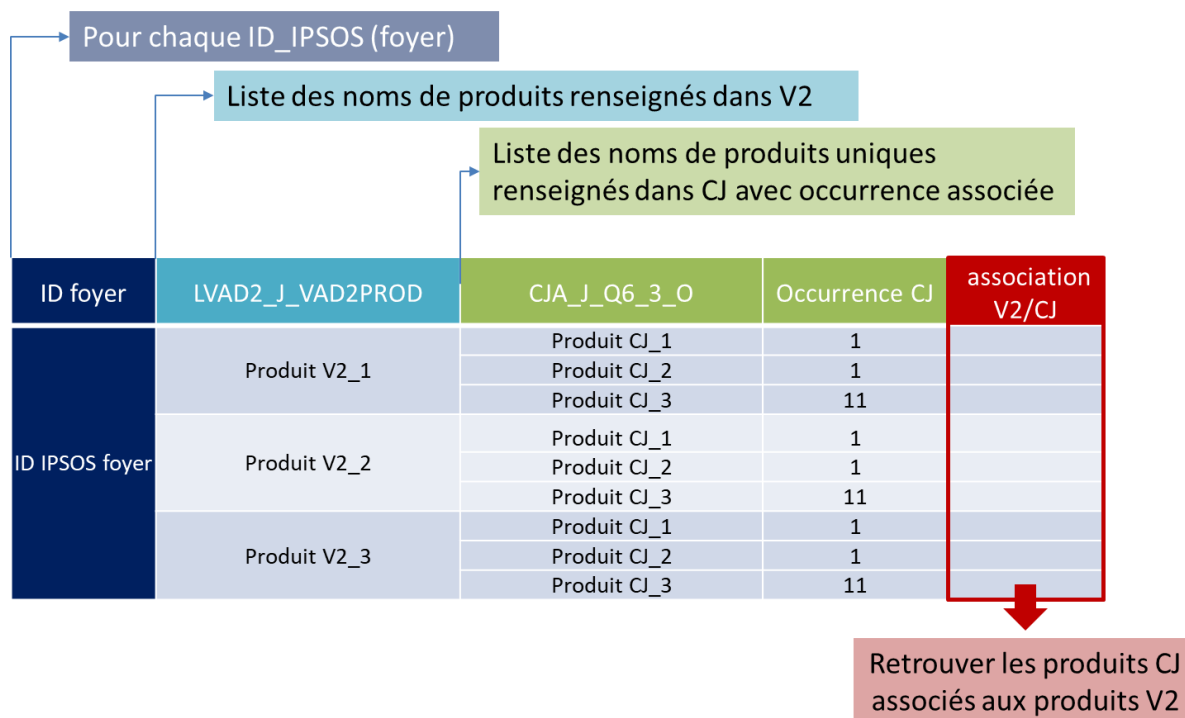 Pour chaque ID_IPSOS (foyer)
Liste des noms de produits renseignés dans V2
Liste des noms de produits uniques
renseignés dans CJ avec occurrence associée
ID foyer LVAD2_J_VAD2PROD CJA_J_Q6_3_O Occurrence CJ association
V2/CJ
ID IPSOS foyer
Produit V2_1
Produit CJ_1 1
Produit CJ_2 1
Produit CJ_3 11
Produit V2_2
Produit CJ_1 1
Produit CJ_2 1
Produit CJ_3 11
Produit V2_3
Produit CJ_1 1
Produit CJ_2 1
Produit CJ_3 11
Retrouver les produits CJ
associés aux produits V2